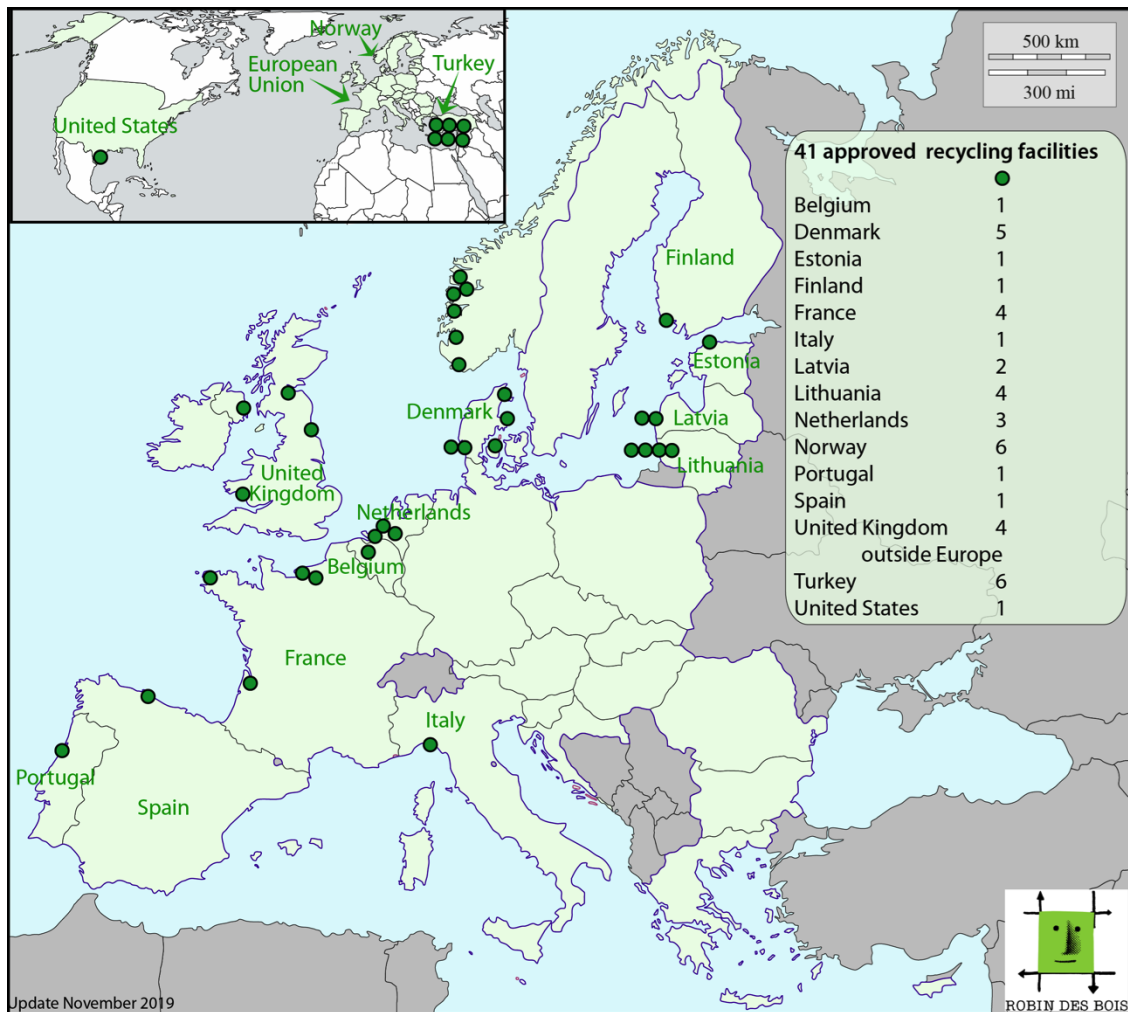 Norway
European
Union
Turkey
United States
500 km
300 mi
41 approved recycling facilities
Belgium 1
Denmark 5
Estonia 1
Finland 1
France 4
Italy 1
Latvia 2
Lithuania 4
Netherlands 3
Norway 6
Portugal 1
Spain 1
United Kingdom 4
outside Europe
Turkey 6
United States 1
Finland
Estonia
Denmark
Latvia
Lithuania
United
Kingdom
Netherlands
Belgium
France
Italy
Portugal
Spain
Update November 2019
ROBIN DES BOIS